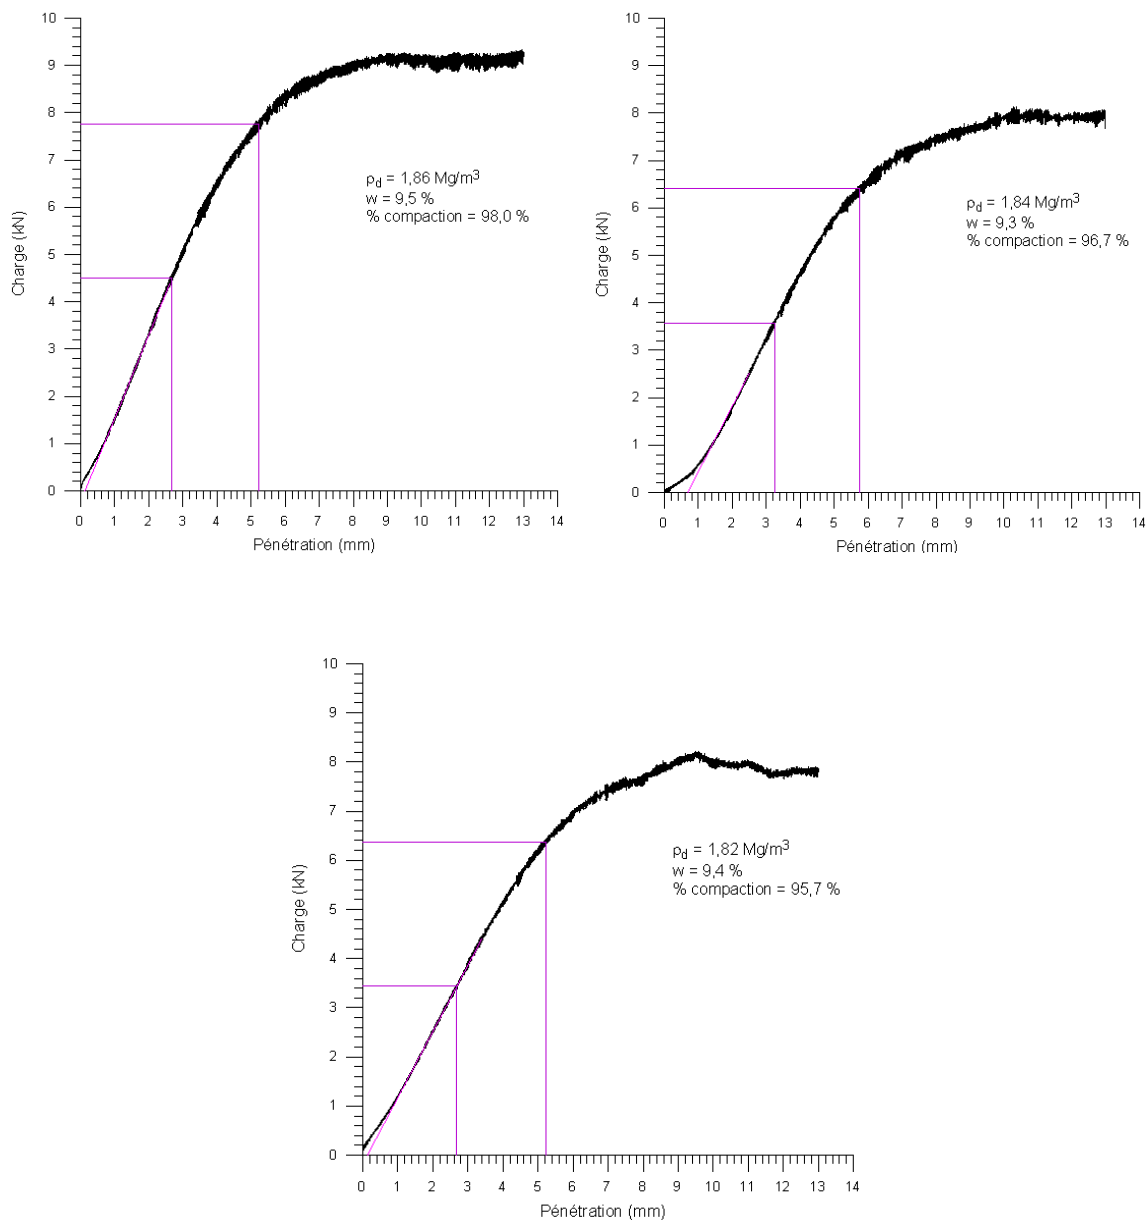 10
9
8
7
6
5
4
3
2
1
0
Charge (kN)
ρd = 1,86 Mg/m3
w = 9,5 %
% compaction = 98,0 %
0 1 2 3 4 5 6 7 8 9 10 11 12 13 14
Pénétration (mm)
10
9
8
7
6
5
4
3
2
1
0
Charge (kN)
ρd = 1,84 Mg/m3
w = 9,3 %
% compaction = 96,7 %
0 1 2 3 4 5 6 7 8 9 10 11 12 13 14
Pénétration (mm)
10
9
8
7
6
5
4
3
2
1
0
Charge (kN)
ρd = 1,82 Mg/m3
w = 9,4 %
% compaction = 95,7 %
0 1 2 3 4 5 6 7 8 9 10 11 12 13 14
Pénétration (mm)